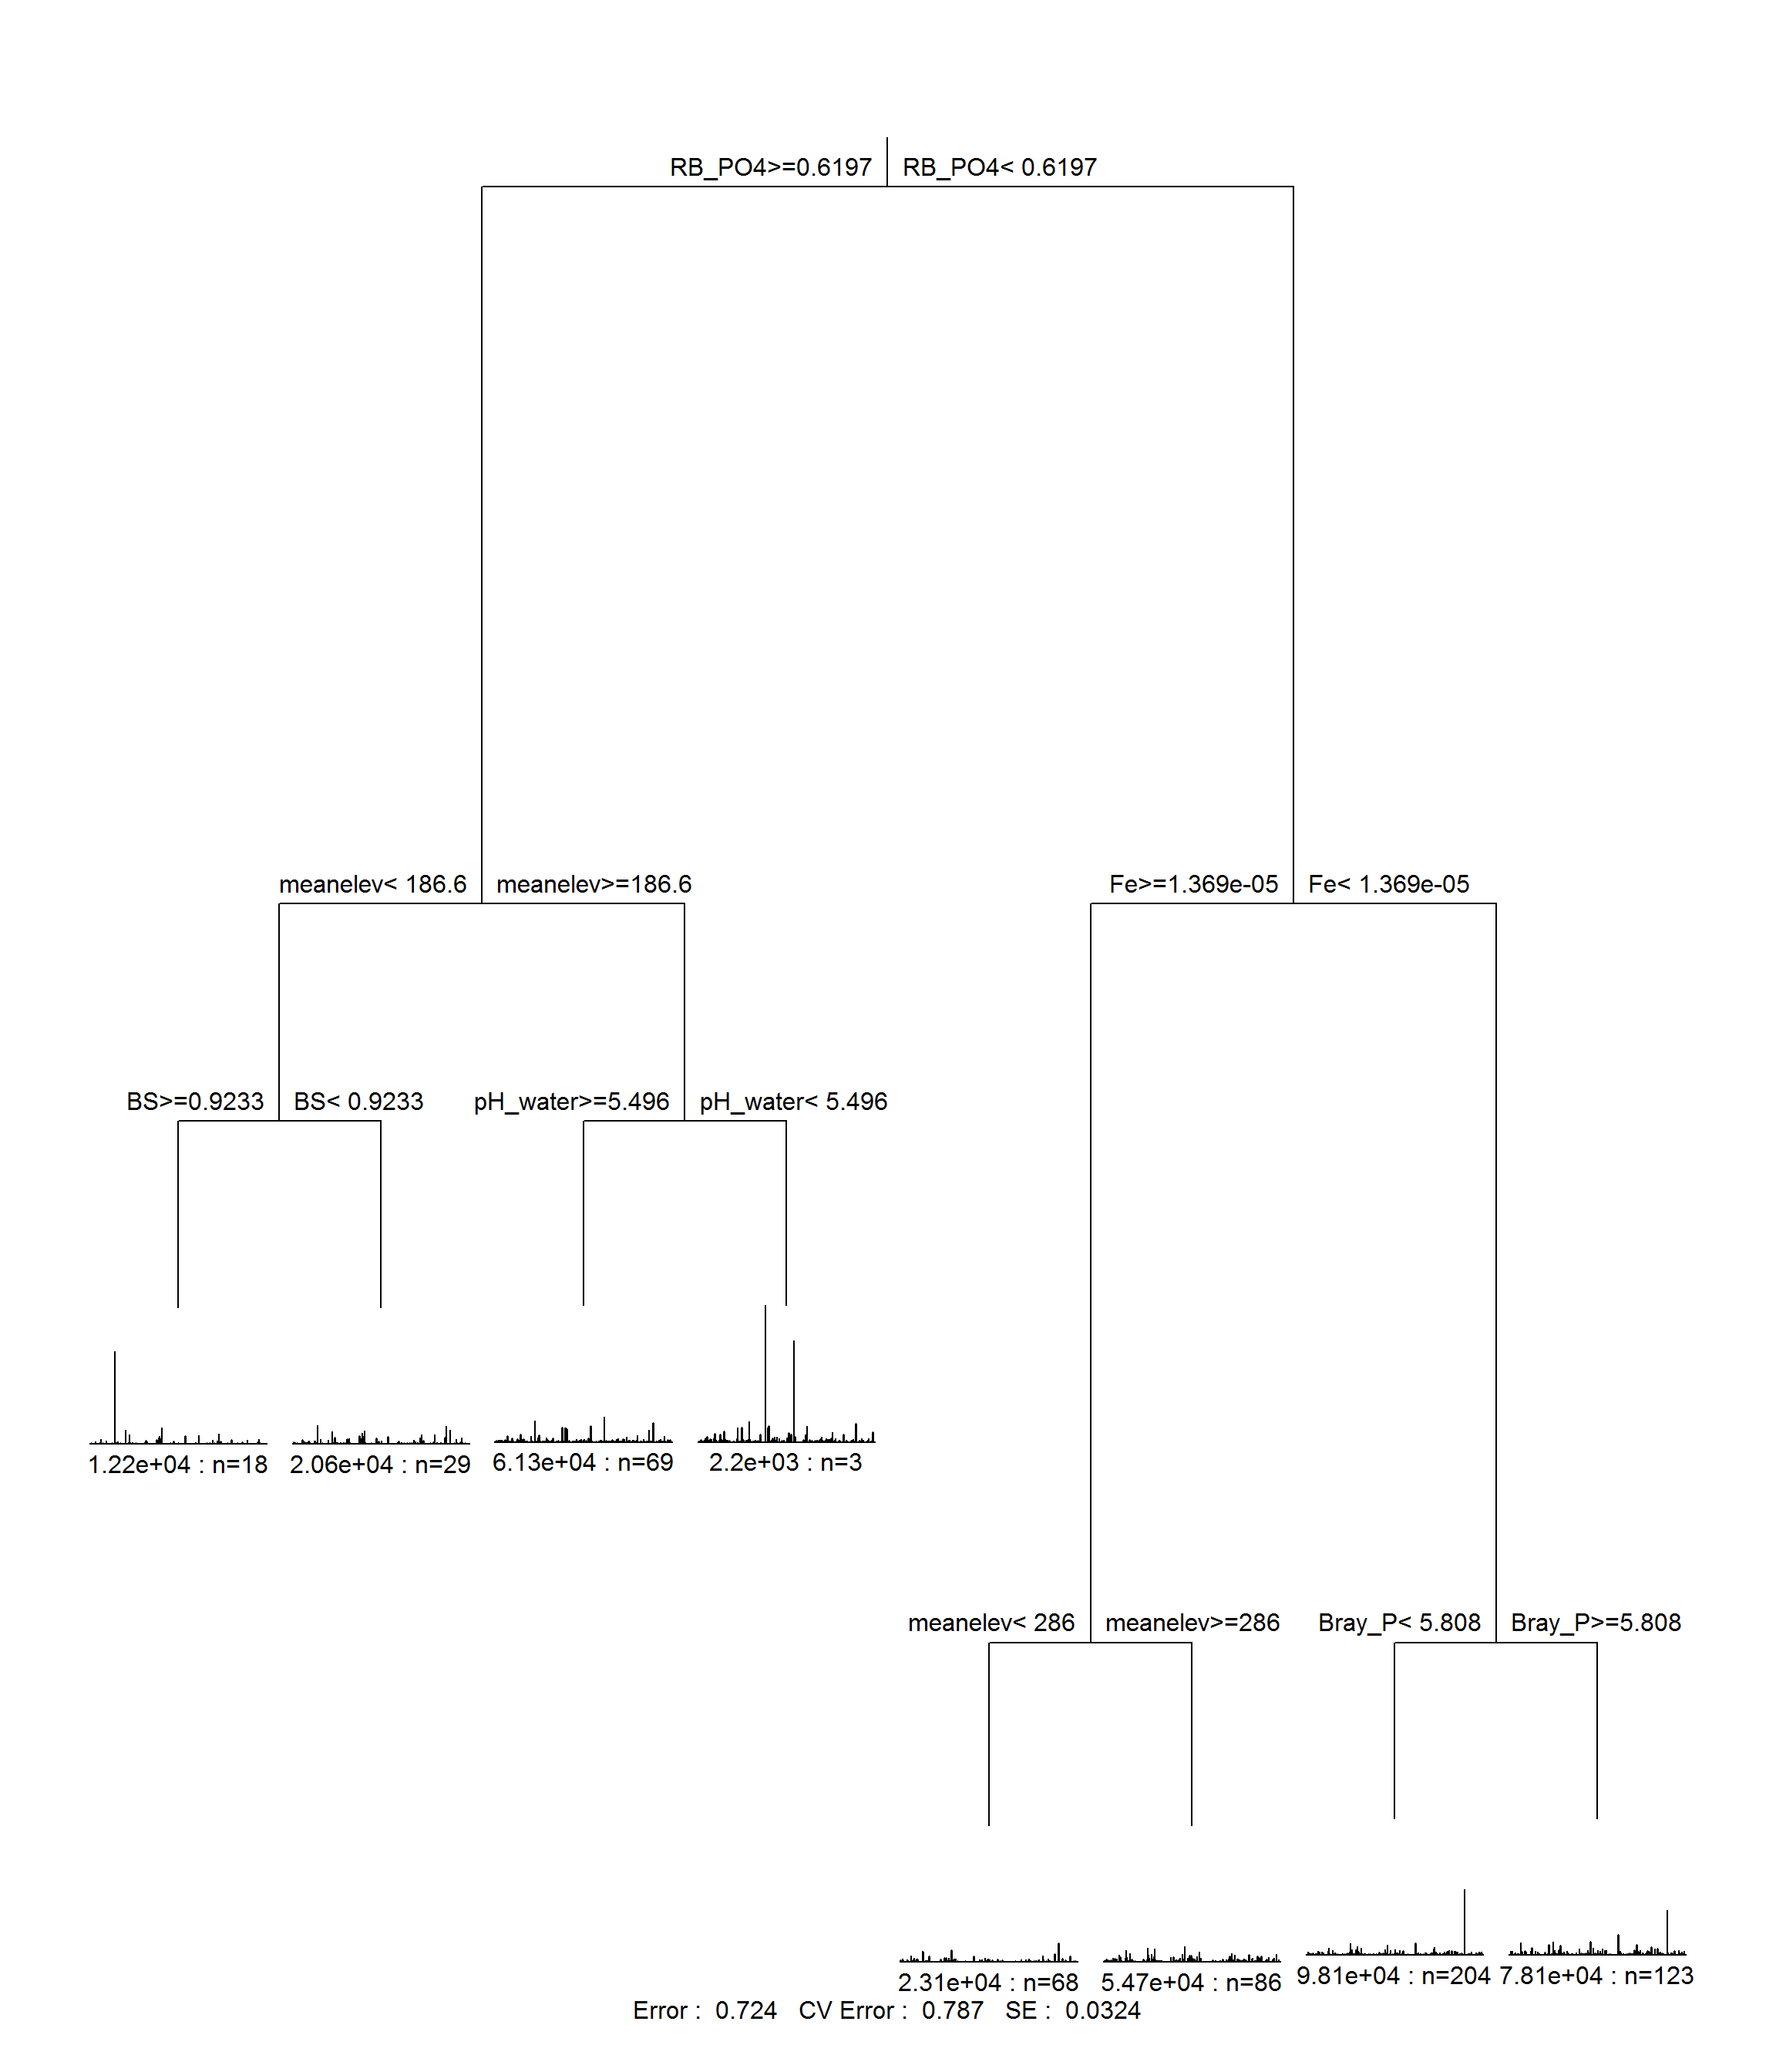 RB_PO4>=0.6197 RB_PO4< 0.6197
meanelev< 186.6 meanelev>=186.6 Fe>=1.369e-05 Fe< 1.369e-05
BS>=0.9233 BS< 0.9233 pH_water>=5.496 pH_water< 5.496
1.22e+04 : n=18 2.06e+04 : n=29 6.13e+04 : n=69 2.2e+03 : n=3
meanelev< 286 meanelev>=286 Bray_P< 5.808 Bray_P>=5.808
2.31e+04 : n=68 5.47e+04 : n=86 9.81e+04 : n=204 7.81e+04 : n=123
Error : 0.724 CV Error : 0.787 SE : 0.0324